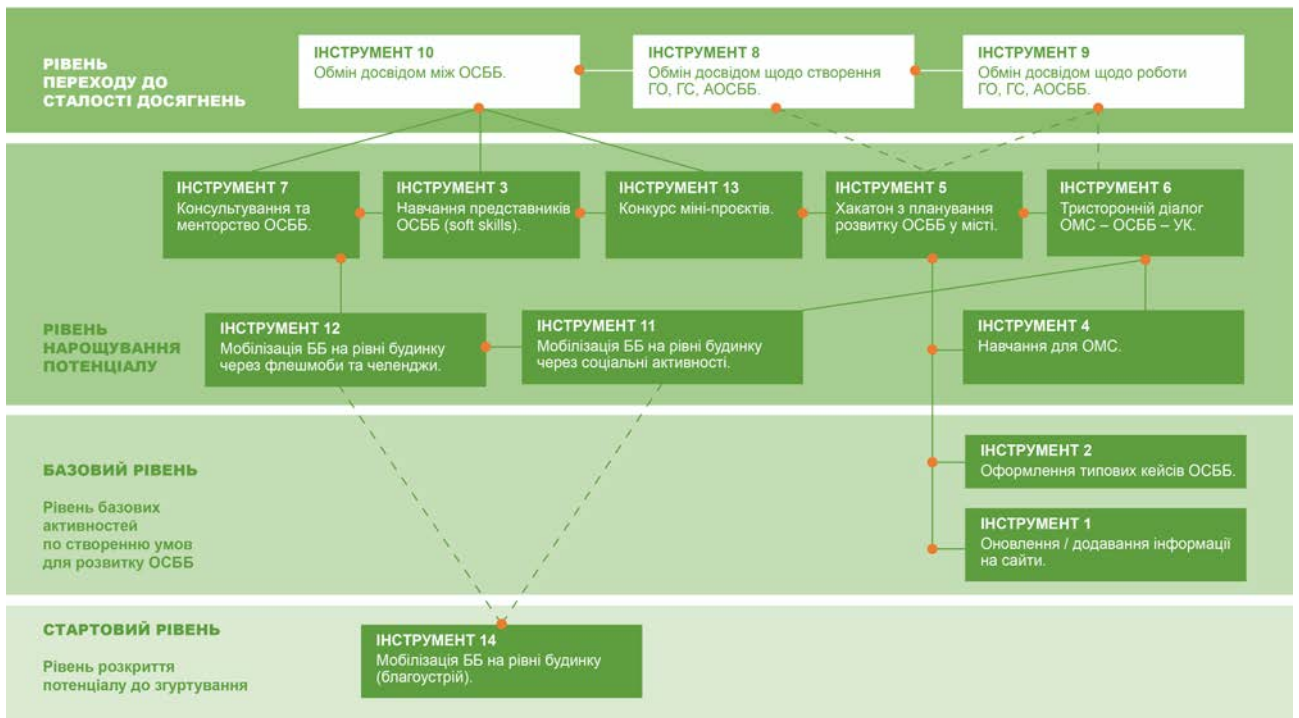 РІВЕНЬ
ПЕРЕХОДУ ДО
СТАЛОСТІ ДОСЯГНЕНЬ
ІНСТРУМЕНТ 10
Обмін досвідом між ОСББ.
ІНСТРУМЕНТ 8
Обмін досвідом щодо створення
ГО, ГС, АОСББ.
ІНСТРУМЕНТ 9
Обмін досвідом щодо роботи
ГО, ГС, АОСББ.
ІНСТРУМЕНТ 7
Консультування та
менторство ОСББ.
ІНСТРУМЕНТ 3
Навчання представників
ОСББ (soft skills).
ІНСТРУМЕНТ 13
Конкурс міні-проєктів.
ІНСТРУМЕНТ 5
Хакатон з планування
розвитку ОСББ у місті.
ІНСТРУМЕНТ 6
Тристоронній діалог
ОМС – ОСББ – УК.
РІВЕНЬ
НАРОЩУВАННЯ
ПОТЕНЦІАЛУ
ІНСТРУМЕНТ 12
Мобілізація ББ на рівні будинку
через флешмоби та челенджи.
ІНСТРУМЕНТ 11
Мобілізація ББ на рівні будинку
через соціальні активності.
ІНСТРУМЕНТ 4
Навчання для ОМС.
БАЗОВИЙ РІВЕНЬ
Рівень базових
активностей
по створенню умов
для розвитку ОСББ
ІНСТРУМЕНТ 2
Оформлення типових кейсів ОСББ.
ІНСТРУМЕНТ 1
Оновлення / додавання інформації
на сайти.
СТАРТОВИЙ РІВЕНЬ
Рівень розкриття
потенціалу до згуртування
ІНСТРУМЕНТ 14
Мобілізація ББ на рівні будинку
(благоустрій).